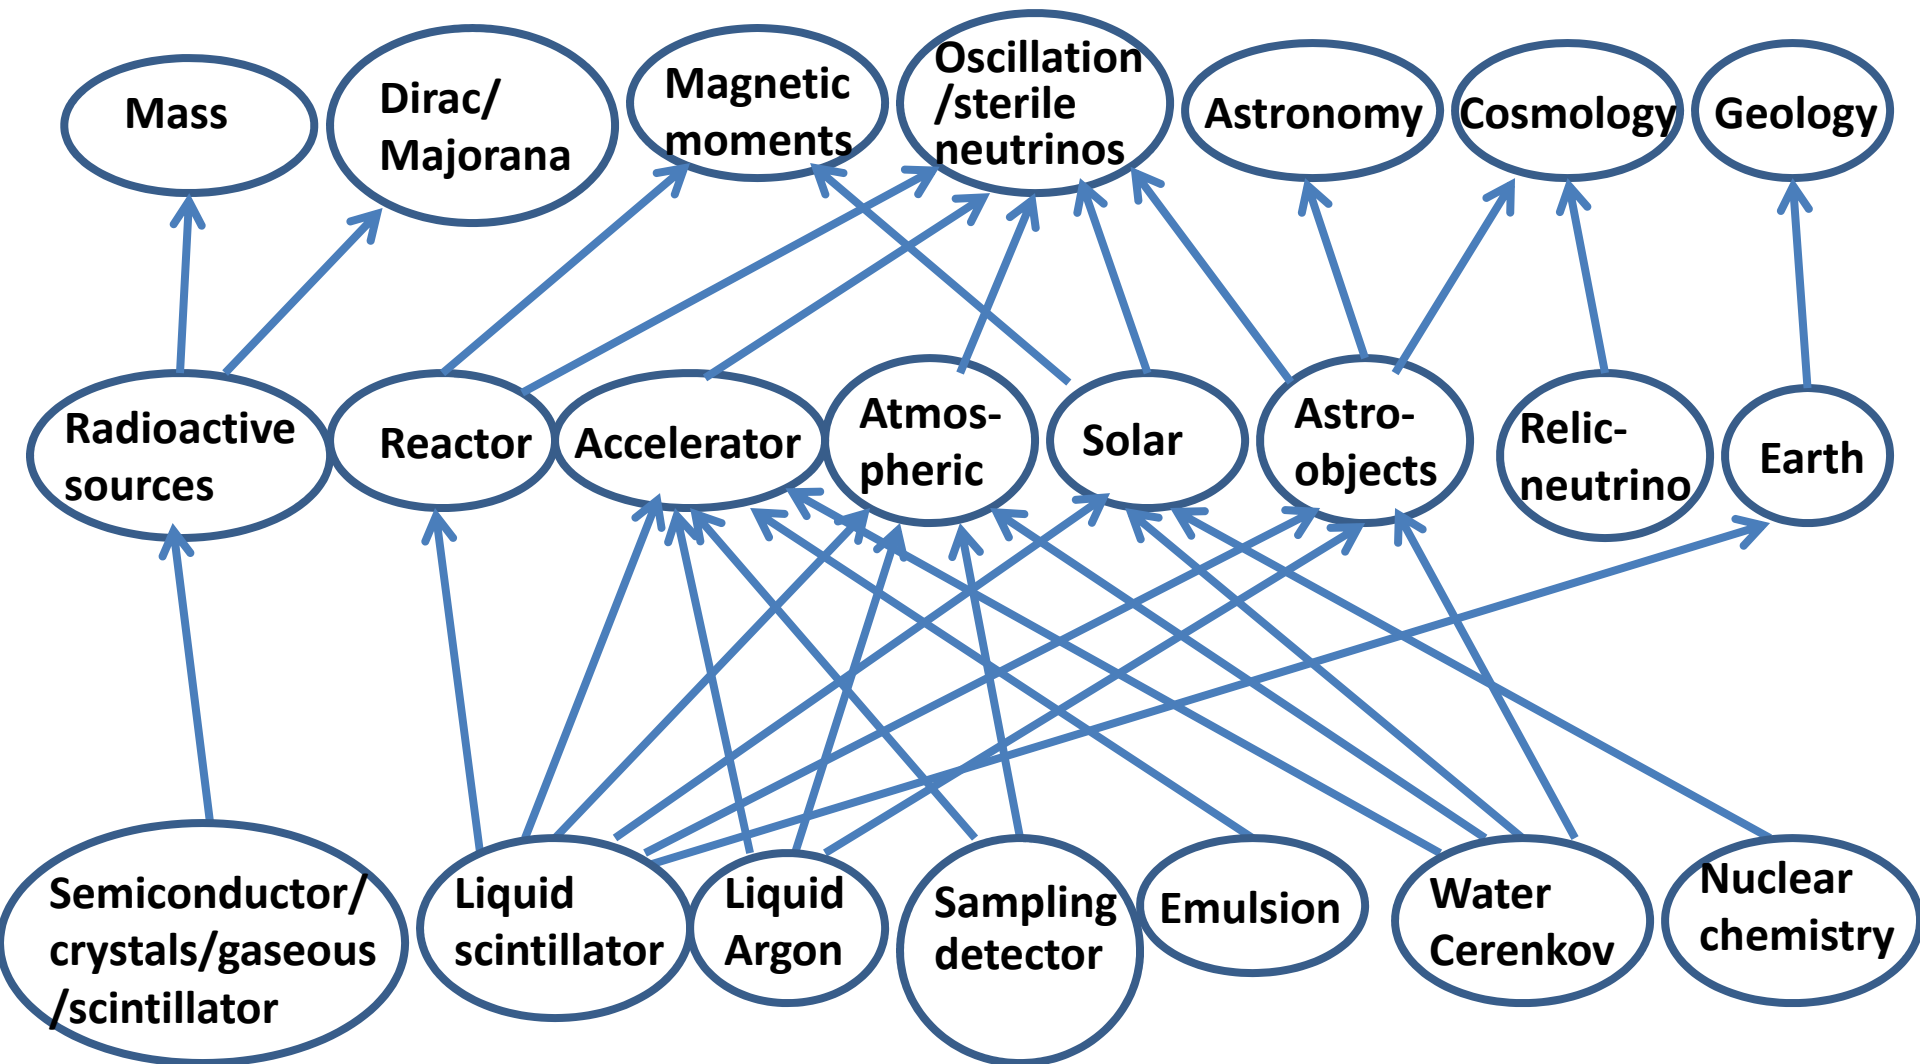 Mass
Dirac/
Majorana
Magnetic
moments
Oscillation
/sterile
neutrinos
Astronomy
Cosmology
Geology
Radioactive
sources
Reactor
Accelerator
Atmos-
pheric
Solar
Astro-
objects
Relic-
neutrino
Earth
Semiconductor/
crystals/gaseous
/scintillator
Liquid
scintillator
Liquid
Argon
Sampling
detector
Emulsion
Water
Cerenkov
Nuclear
chemistry